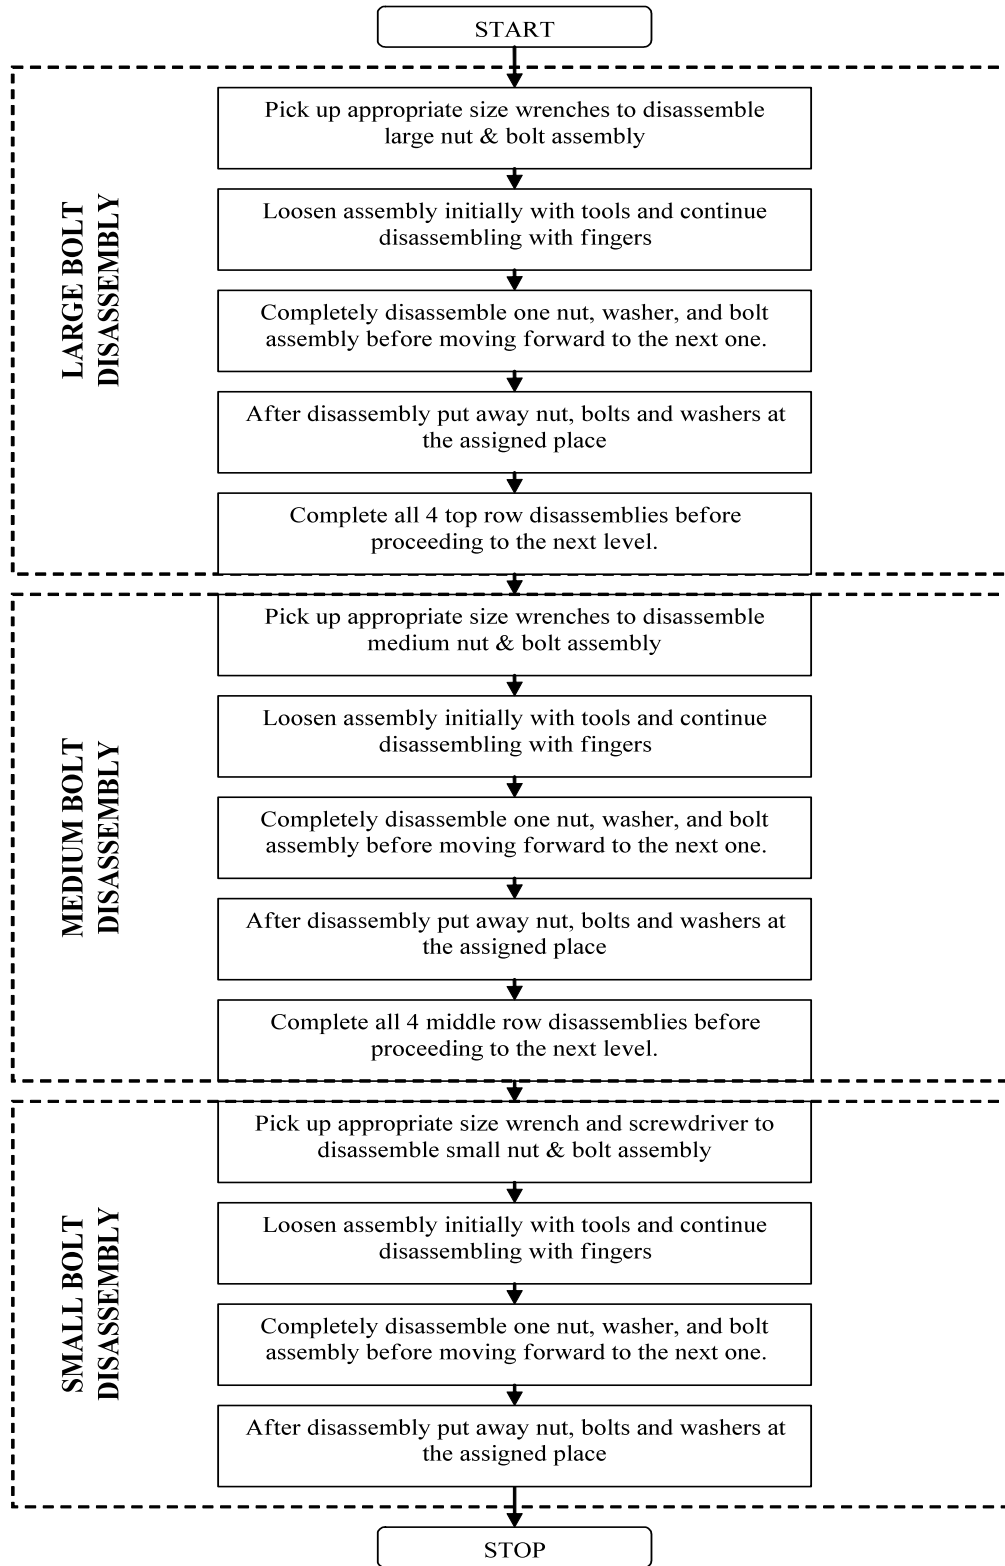 START
LARGE BOLT
DISASSEMBLY
Pick up appropriate size wrenches to disassemble
large nut & bolt assembly
Loosen assembly initially with tools and continue
disassembling with fingers
Completely disassemble one nut, washer, and bolt
assembly before moving forward to the next one.
After disassembly put away nut, bolts and washers at
the assigned place
Complete all 4 top row disassemblies before
proceeding to the next level.
MEDIUM BOLT
DISASSEMBLY
Pick up appropriate size wrenches to disassemble
medium nut & bolt assembly
Loosen assembly initially with tools and continue
disassembling with fingers
Completely disassemble one nut, washer, and bolt
assembly before moving forward to the next one.
After disassembly put away nut, bolts and washers at
the assigned place
Complete all 4 middle row disassemblies before
proceeding to the next level.
SMALL BOLT
DISASSEMBLY
Pick up appropriate size wrench and screwdriver to
disassemble small nut & bolt assembly
Loosen assembly initially with tools and continue
disassembling with fingers
Completely disassemble one nut, washer, and bolt
assembly before moving forward to the next one.
After disassembly put away nut, bolts and washers at
the assigned place
STOP